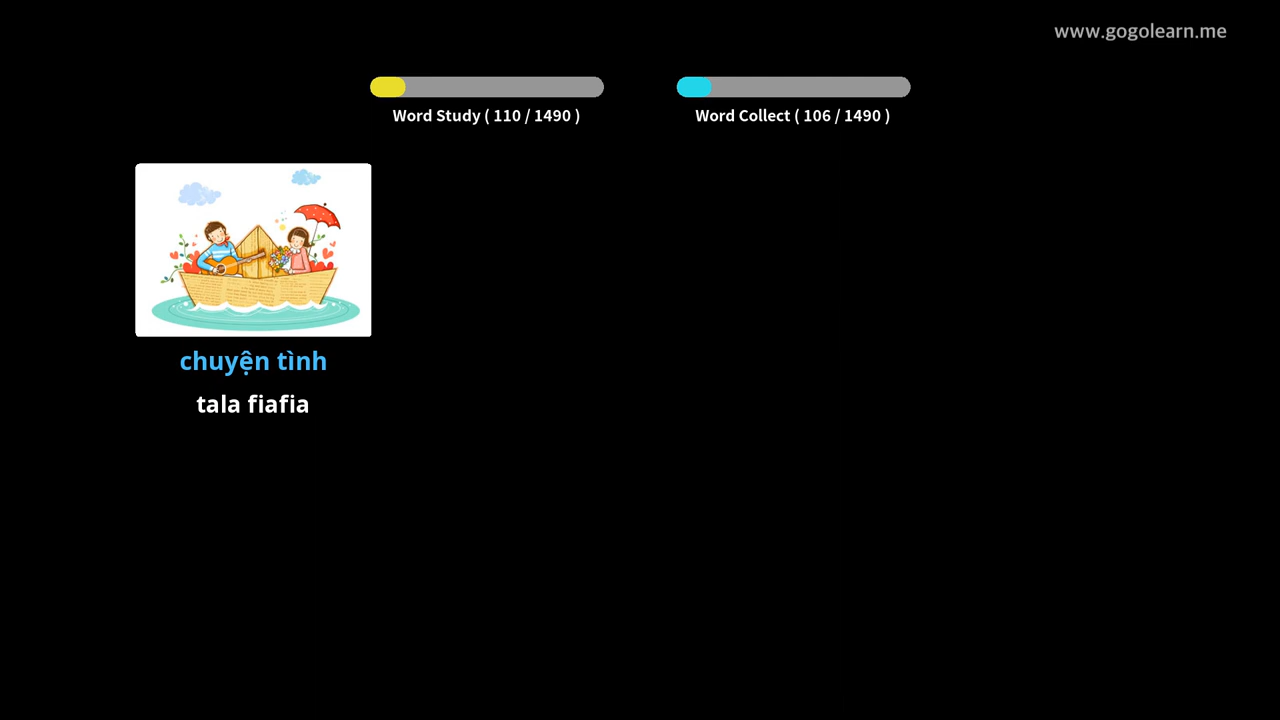 www.gogolearn.me
Word Study ( 110 / 1490 )
Word Collect ( 106 / 1490 )
chuyện tình
tala fiafia